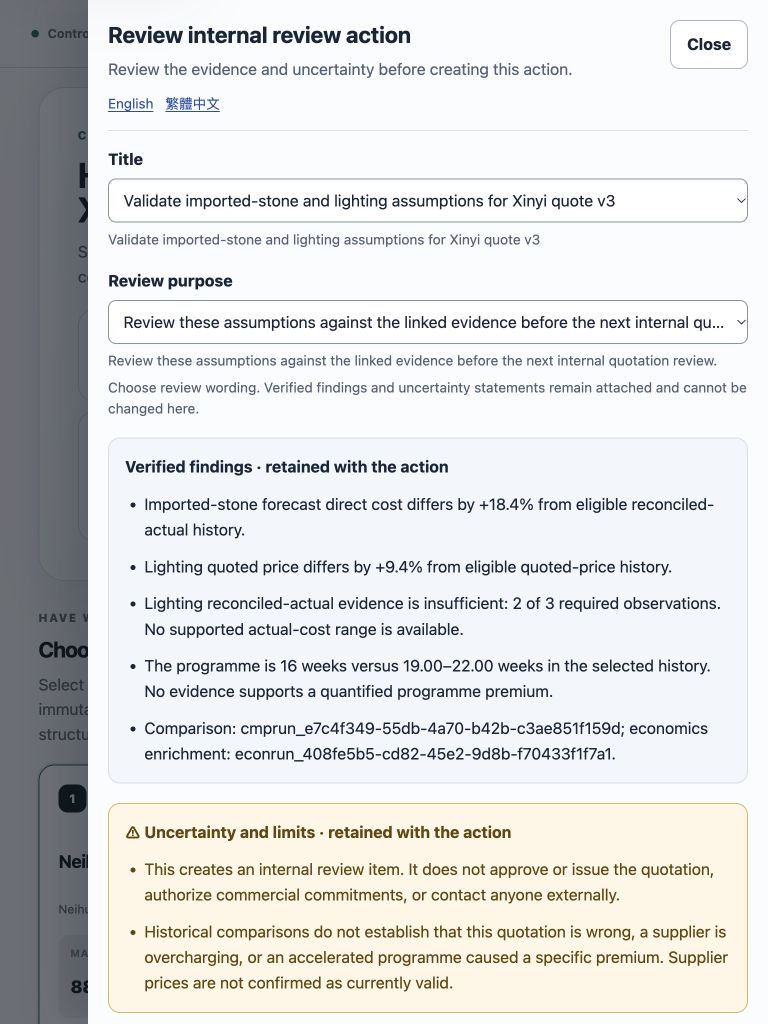 Contro
Review internal review action
Close
Review the evidence and uncertainty before creating this action.
English 繁體中文
Title
Validate imported-stone and lighting assumptions for Xinyi quote v3
Validate imported-stone and lighting assumptions for Xinyi quote v3
Review purpose
Review these assumptions against the linked evidence before the next internal qu...
Review these assumptions against the linked evidence before the next internal quotation review.
Choose review wording. Verified findings and uncertainty statements remain attached and cannot be
changed here.
Verified findings · retained with the action
• Imported-stone forecast direct cost differs by +18.4% from eligible reconciled-
actual history.
• Lighting quoted price differs by +9.4% from eligible quoted-price history.
• Lighting reconciled-actual evidence is insufficient: 2 of 3 required observations.
No supported actual-cost range is available.
• The programme is 16 weeks versus 19.00–22.00 weeks in the selected history.
No evidence supports a quantified programme premium.
• Comparison: cmprun_e7c4f349-55db-4a70-b42b-c3ae851f159d; economics
enrichment: econrun_408fe5b5-cd82-45e2-9d8b-f70433f1f7a1.
⚠ Uncertainty and limits · retained with the action
• This creates an internal review item. It does not approve or issue the quotation,
authorize commercial commitments, or contact anyone externally.
• Historical comparisons do not establish that this quotation is wrong, a supplier is
overcharging, or an accelerated programme caused a specific premium. Supplier
prices are not confirmed as currently valid.
HAVE
Choo
Select
immuta
structu
1
Neil
Neihu
MA
88